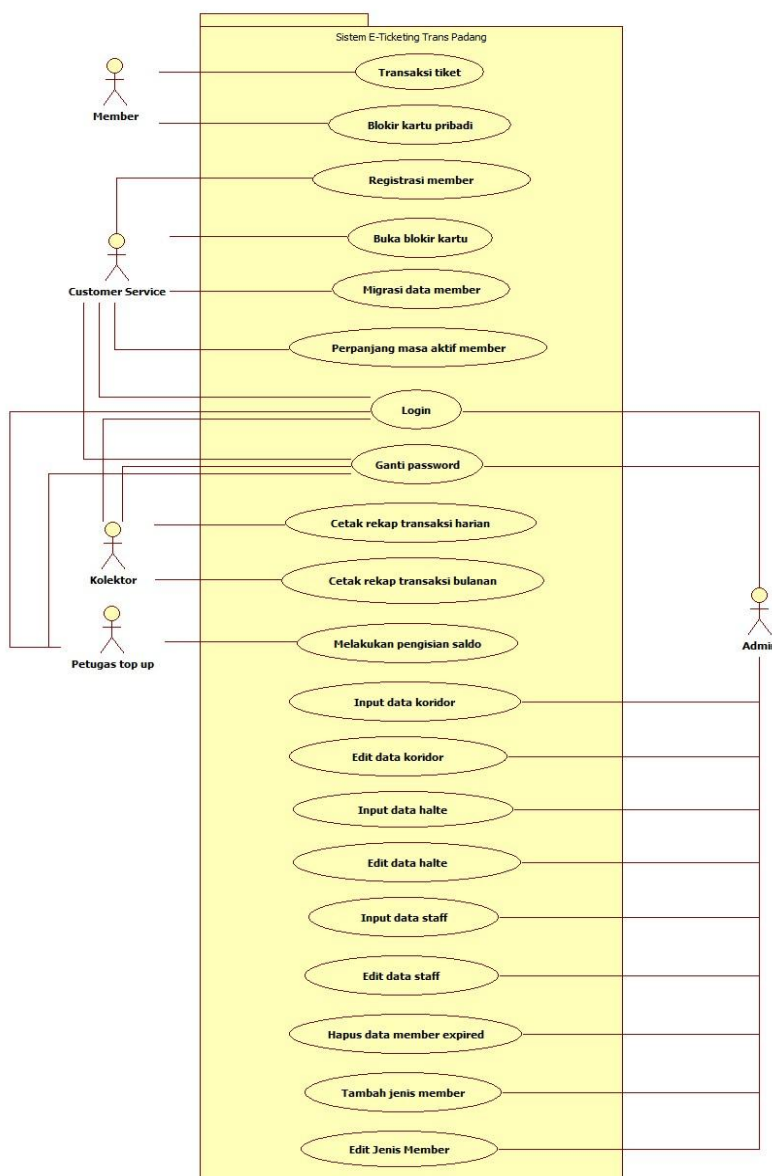 Sistem E-Ticketing Trans Padang
Transaksi tiket
Member
Blokir kartu pribadi
Registrasi member
Buka blokir kartu
Customer Service
Migrasi data member
Perpanjang masa aktif member
Login
Ganti password
Cetak rekap transaksi harian
Kolektor
Cetak rekap transaksi bulanan
Petugas top up
Melakukan pengisian saldo
Admin
Input data koridor
Edit data koridor
Input data halte
Edit data halte
Input data staff
Edit data staff
Hapus data member expired
Tambah jenis member
Edit Jenis Member